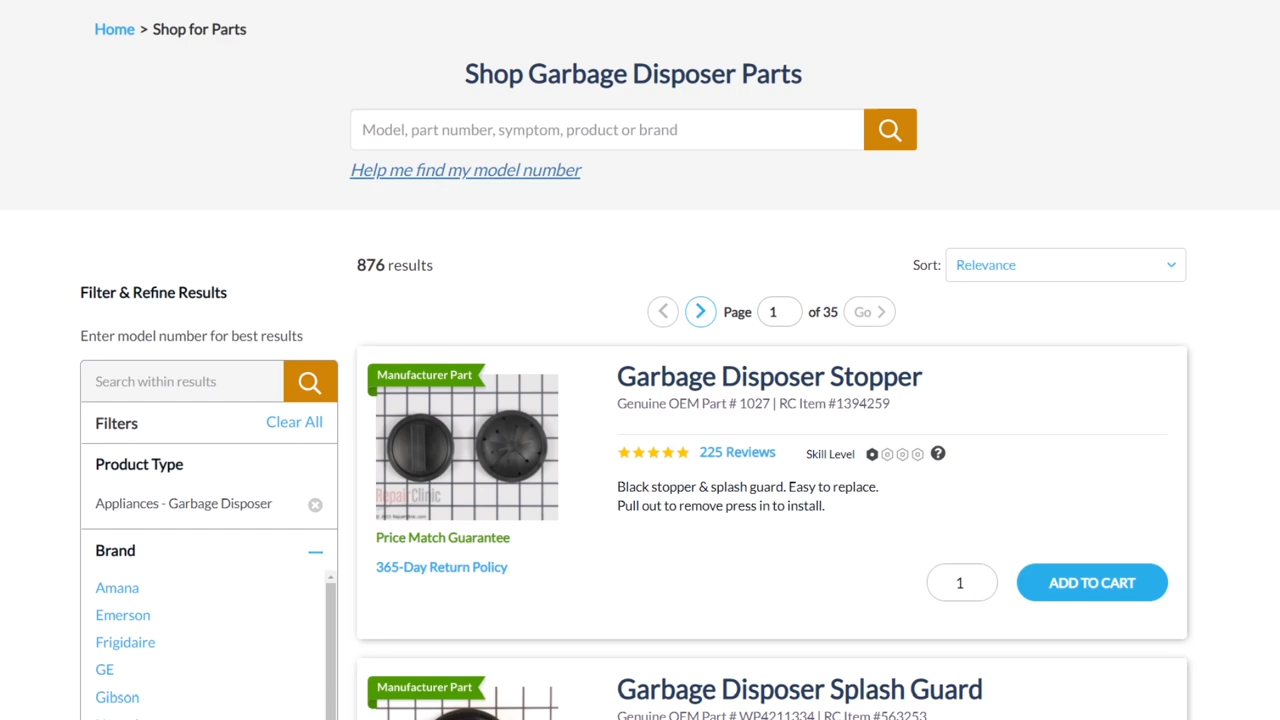 Home > Shop for Parts
Shop Garbage Disposer Parts
Model, part number, symptom, product or brand
Help me find my model number
876 results
Sort:
Relevance
Filter & Refine Results
Page
1
of 35
Go
Enter model number for best results
Search within results
Filters
Clear All
Product Type
Appliances - Garbage Disposer
Brand
Amana
Emerson
Frigidaire
GE
Gibson
Manufacturer Part
RepairClinic
Price Match Guarantee
365-Day Return Policy
Garbage Disposer Stopper
Genuine OEM Part # 1027 | RC Item #1394259
225 Reviews
Skill Level
?
Black stopper & splash guard. Easy to replace.
Pull out to remove press in to install.
1
ADD TO CART
Manufacturer Part
Garbage Disposer Splash Guard
Genuine OEM Part # WP4211334 | RC Item #563253